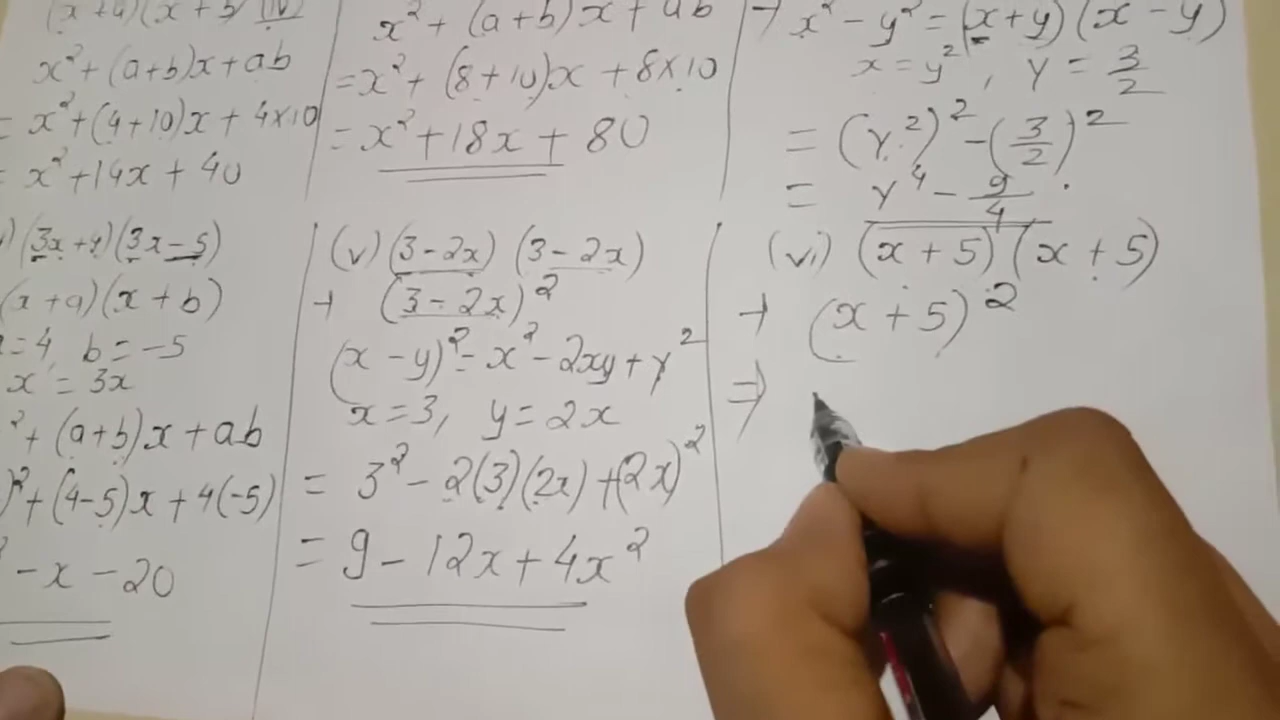 (x+a)(x+b)
x²+(a+b)x+ab
= x²+(4+10)x+4×10
= x²+14x+40
(3x+4)(3x-5)
(x+a)(x+b)
=4, b=-5
x = 3x
²+(a+b)x+ab
)²+(4-5)x+4(-5)
-x-20
x²+(a+b)x+ab
=x²+(8+10)x+8×10
=x²+18x+80
(v) (3-2x) (3-2x)
→ (3-2x)²
(x-y)²=x²-2xy+y²
x=3, y=2x
= 3²-2(3)(2x)+(2x)²
= 9-12x+4x²
→ x²-y²=(x+y)(x-y)
x=y², y=3/2
= (y²)²-(3/2)²
= y⁴-9/4.
(vi) (x+5)(x+5)
→ (x+5)²
⇒